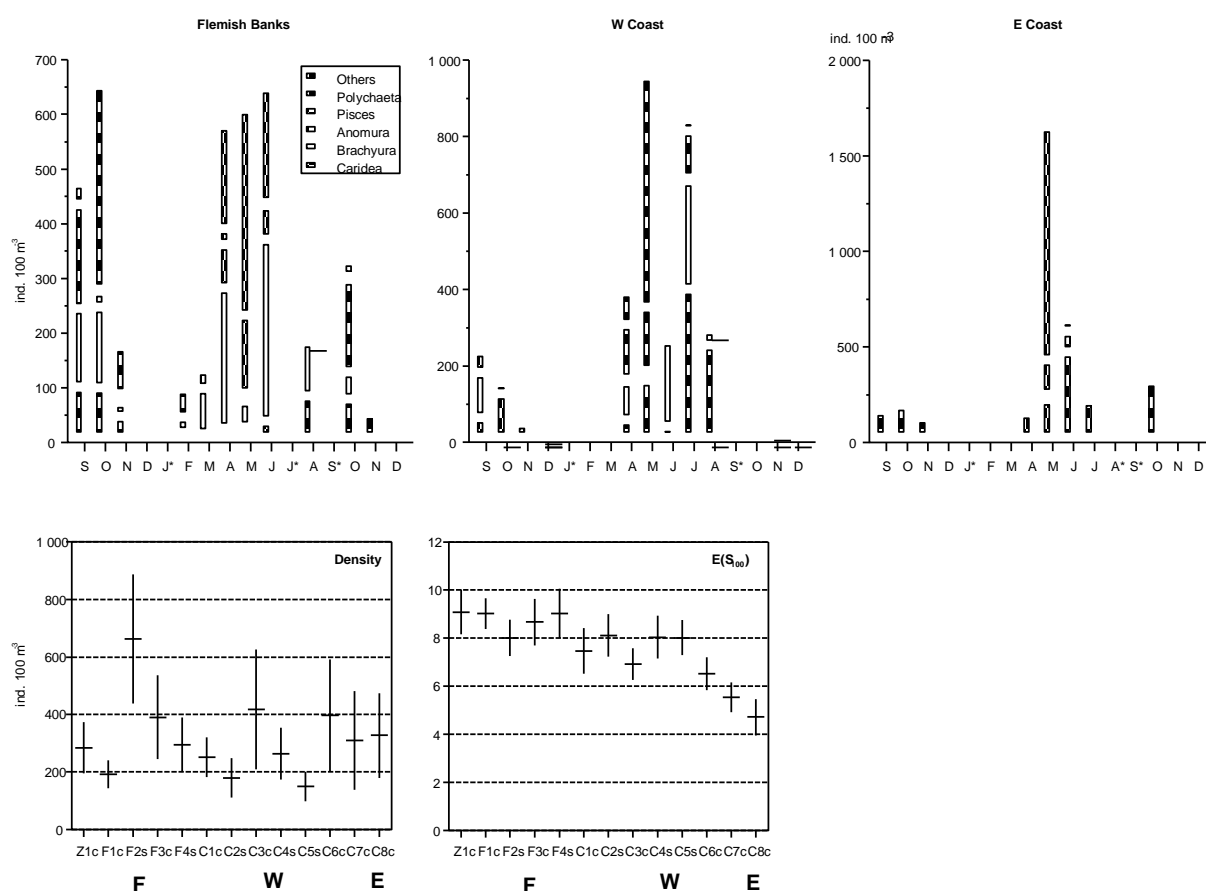 Flemish Banks
W Coast
E Coast
ind. 100 m-3
700
600
500
400
300
200
100
0
ind. 100 m-3
Others
Polychaeta
Pisces
Anomura
Brachyura
Caridea
S O N D J* F M A M J J* A S* O N D
1 000
800
600
400
200
0
S O N D J* F M A M J J A S* O N D
2 000
1 500
1 000
500
0
S O N D J* F M A M J J A* S* O N D
Density
1 000
800
600
400
200
0
ind. 100 m-3
Z1c F1c F2s F3c F4s C1c C2s C3c C4s C5s C6c C7c C8c
F W E
E(S100)
12
10
8
6
4
2
0
Z1c F1c F2s F3c F4s C1c C2s C3c C4s C5s C6c C7c C8c
F W E